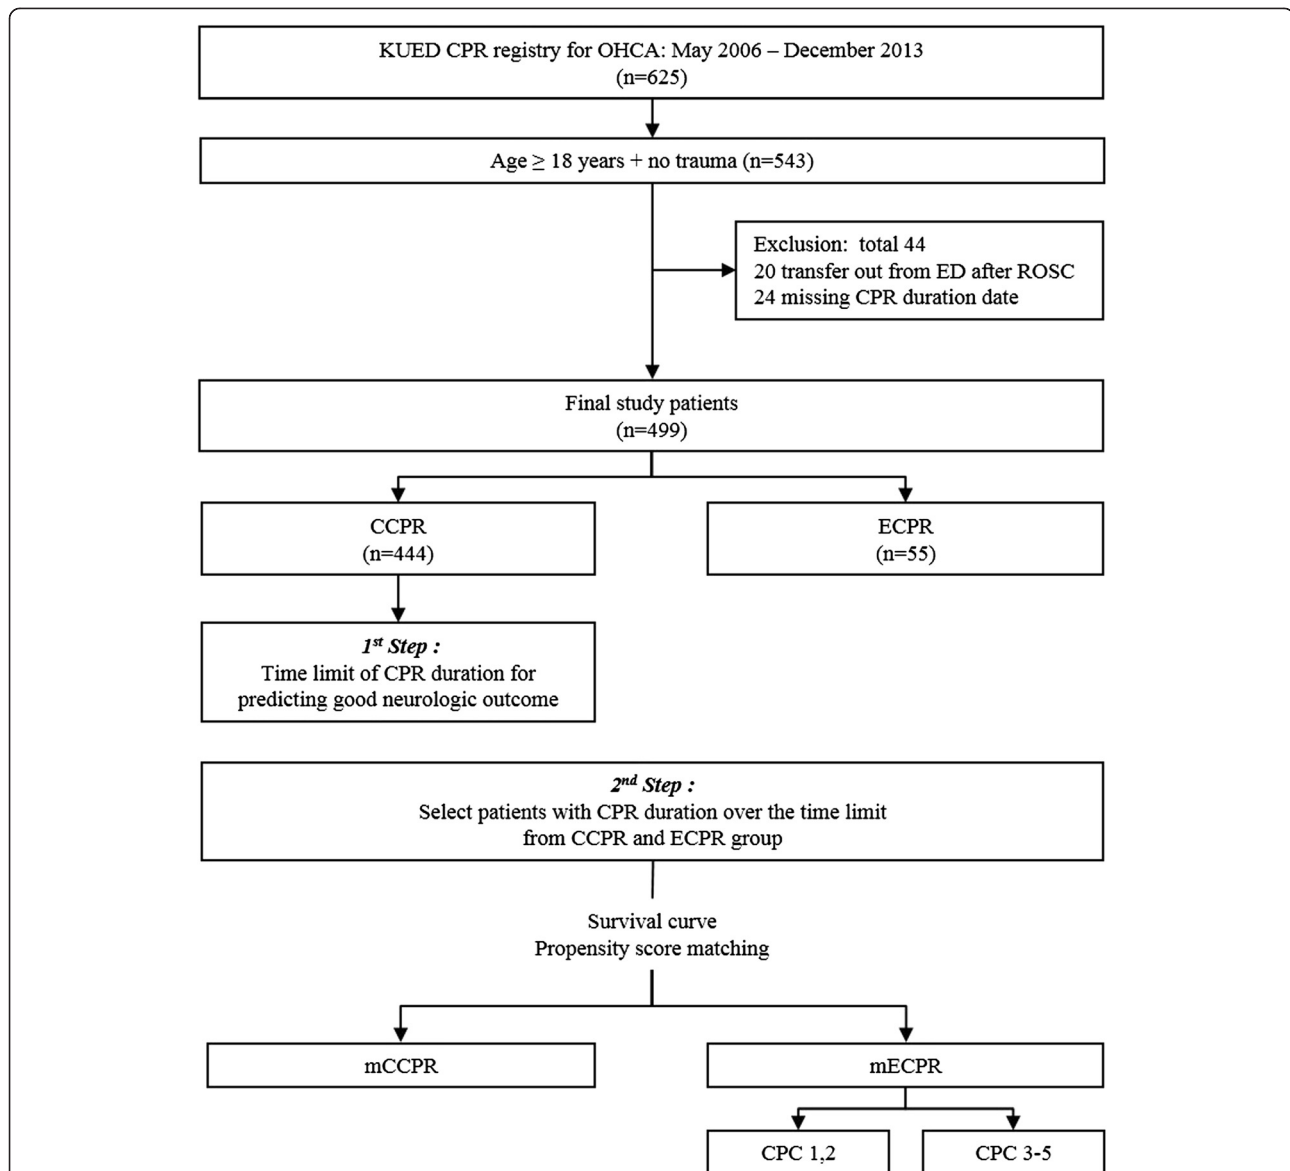 KUED CPR registry for OHCA: May 2006 – December 2013
(n=625)
Age ≥ 18 years + no trauma (n=543)
Exclusion: total 44
20 transfer out from ED after ROSC
24 missing CPR duration date
Final study patients
(n=499)
CCPR
(n=444)
ECPR
(n=55)
1st Step :
Time limit of CPR duration for
predicting good neurologic outcome
2nd Step :
Select patients with CPR duration over the time limit
from CCPR and ECPR group
Survival curve
Propensity score matching
mCCPR
mECPR
CPC 1,2
CPC 3-5